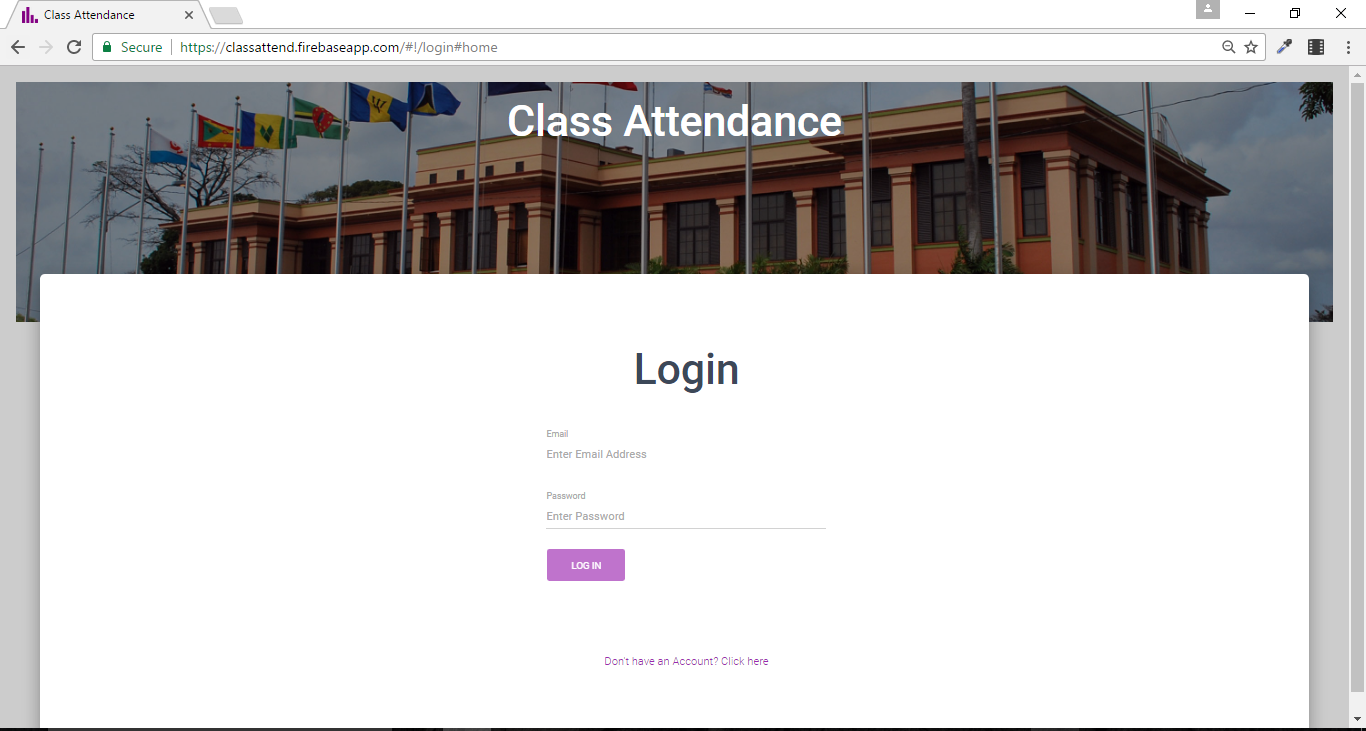 Class Attendance
Secure
https://classattend.firebaseapp.com/#!/login#home
Class Attendance
Login
Email
Enter Email Address
Password
Enter Password
LOG IN
Don't have an Account? Click here